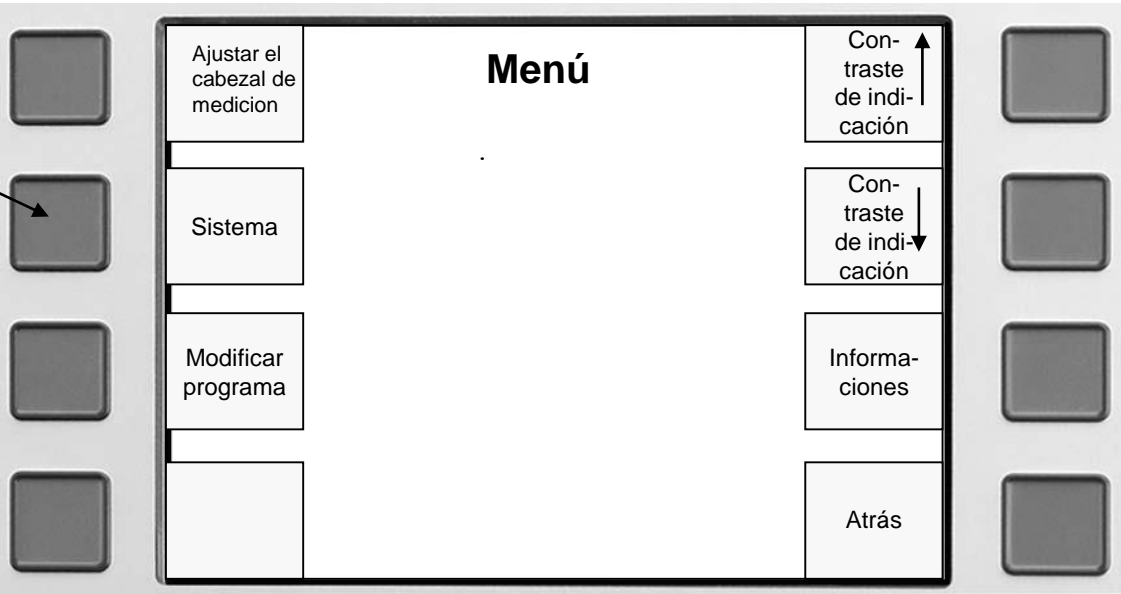 Menú
Ajustar el
cabezal de
medicion
Sistema
Modificar
programa
Con-
traste
de indi-
cación
Con-
traste
de indi-
cación
Informa-
ciones
Atrás